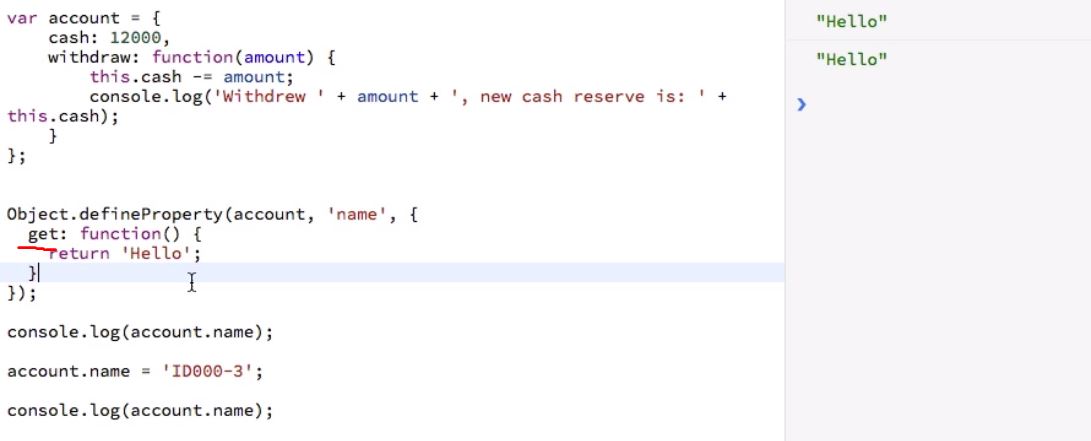 var account = {
    cash: 12000,
    withdraw: function(amount) {
        this.cash -= amount;
        console.log('Withdrew ' + amount + ', new cash reserve is: ' +
this.cash);
    }
};
Object.defineProperty(account, 'name', {
  get: function() {
    return 'Hello';
  }
});
console.log(account.name);
account.name = 'ID000-3';
console.log(account.name);
"Hello"
"Hello"
❯